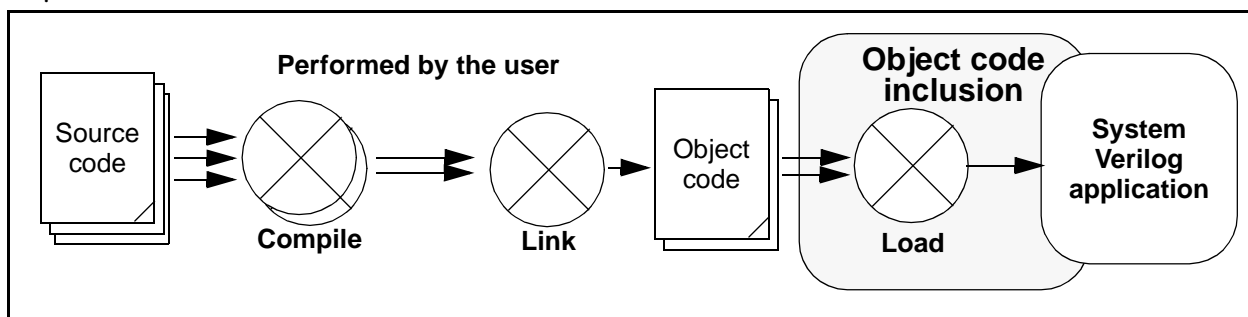 Performed by the user
Source
code
Compile
Link
Object
code
Object code
inclusion
Load
System
Verilog
application